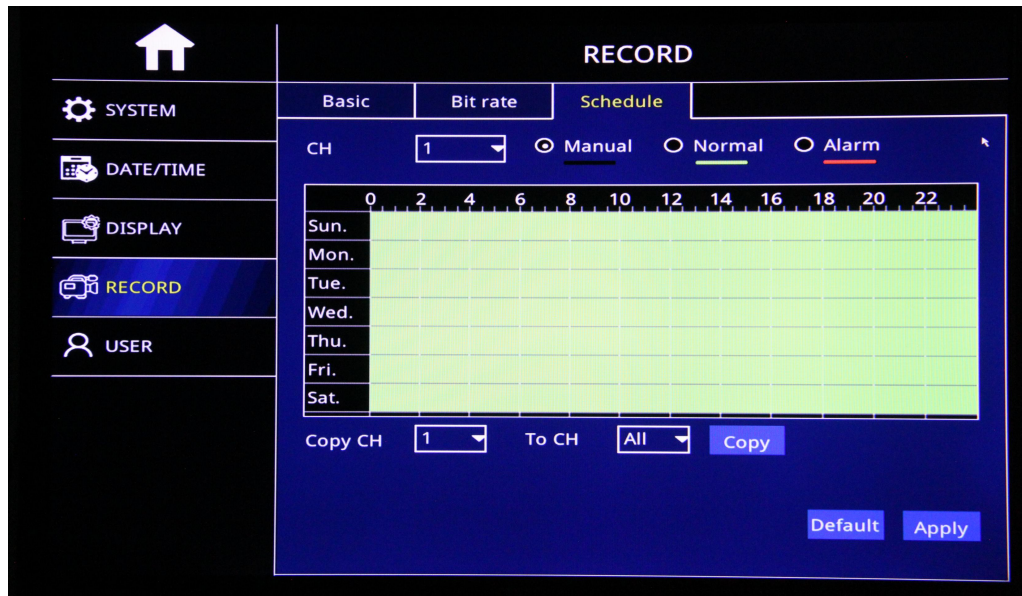 RECORD
SYSTEM
DATE/TIME
DISPLAY
RECORD
USER
Basic Bit rate Schedule
CH 1 Manual Normal Alarm
0 2 4 6 8 10 12 14 16 18 20 22
Sun.
Mon.
Tue.
Wed.
Thu.
Fri.
Sat.
Copy CH 1 To CH All Copy
Default Apply